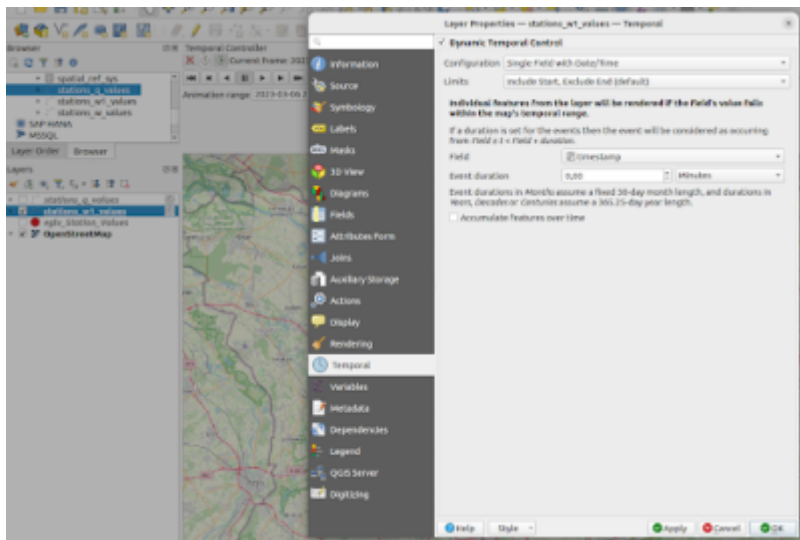 Layer Properties — stations_wt_values — Temporal
Browser
spatial_ref_sys
stations_q_values
stations_wl_values
stations_w_values
SAP HANA
MSSQL
Layer Order
Browser
Layers
stations_q_values
stations_wt_values
OpenStreetMap
Temporal Controller
Current Frame: 202
Animation range
Information
Source
Symbology
Labels
Masks
3D View
Diagrams
Fields
Attributes Form
Joins
Auxiliary Storage
Actions
Display
Rendering
Temporal
Variables
Metadata
Dependencies
Legend
QGIS Server
Digitizing
Dynamic Temporal Control
Configuration Single Field with Date/Time
Limits Include Start, Exclude End (default)
Individual features from the layer will be rendered if the field's value falls
within the map's temporal range.
If a duration is set for the events then the event will be considered as occuring
from field ≤ t < field + duration.
Field timestamp
Event duration 0,00 Minutes
Event durations in Months assume a fixed 30-day month length, and durations in
Years, Decades or Centuries assume a 365.25-day year length.
Accumulate features over time
Help Style Apply Cancel OK